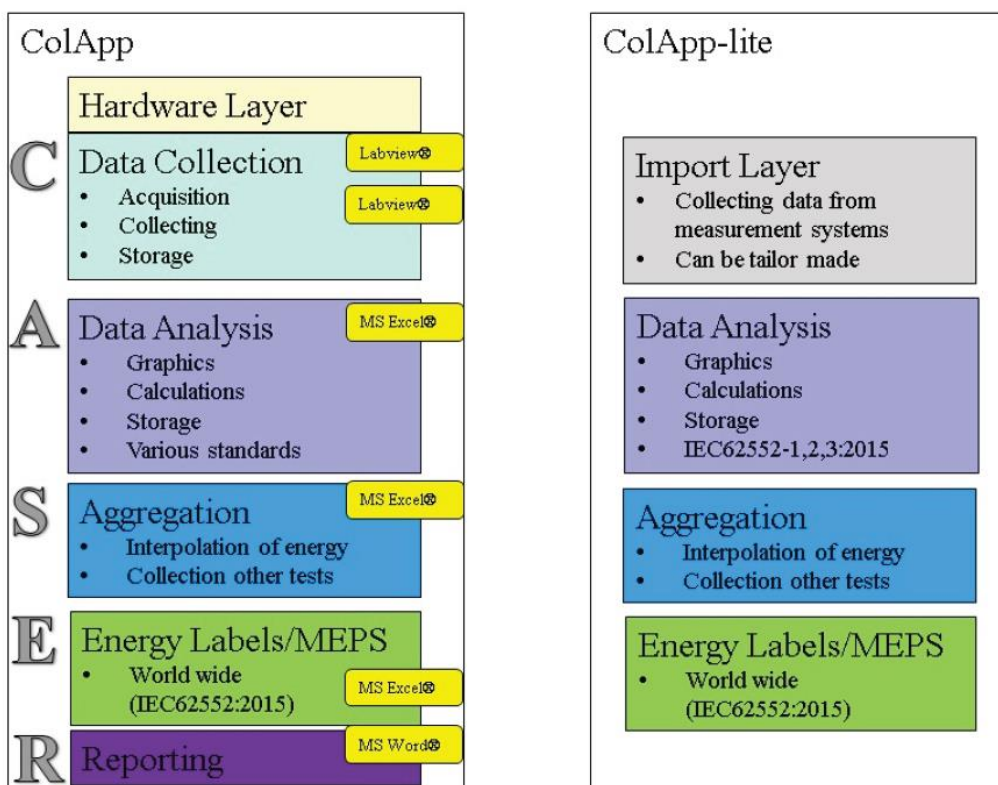 ColApp
Hardware Layer
C
Data Collection
Labview®
• Acquisition
Labview®
• Collecting
• Storage
A
Data Analysis
MS Excel®
• Graphics
• Calculations
• Storage
• Various standards
S
Aggregation
MS Excel®
• Interpolation of energy
• Collection other tests
E
Energy Labels/MEPS
• World wide
(IEC62552:2015)
MS Excel®
R
Reporting
MS Word®
ColApp-lite
Import Layer
• Collecting data from
measurement systems
• Can be tailor made
Data Analysis
• Graphics
• Calculations
• Storage
• IEC62552-1,2,3:2015
Aggregation
• Interpolation of energy
• Collection other tests
Energy Labels/MEPS
• World wide
(IEC62552:2015)